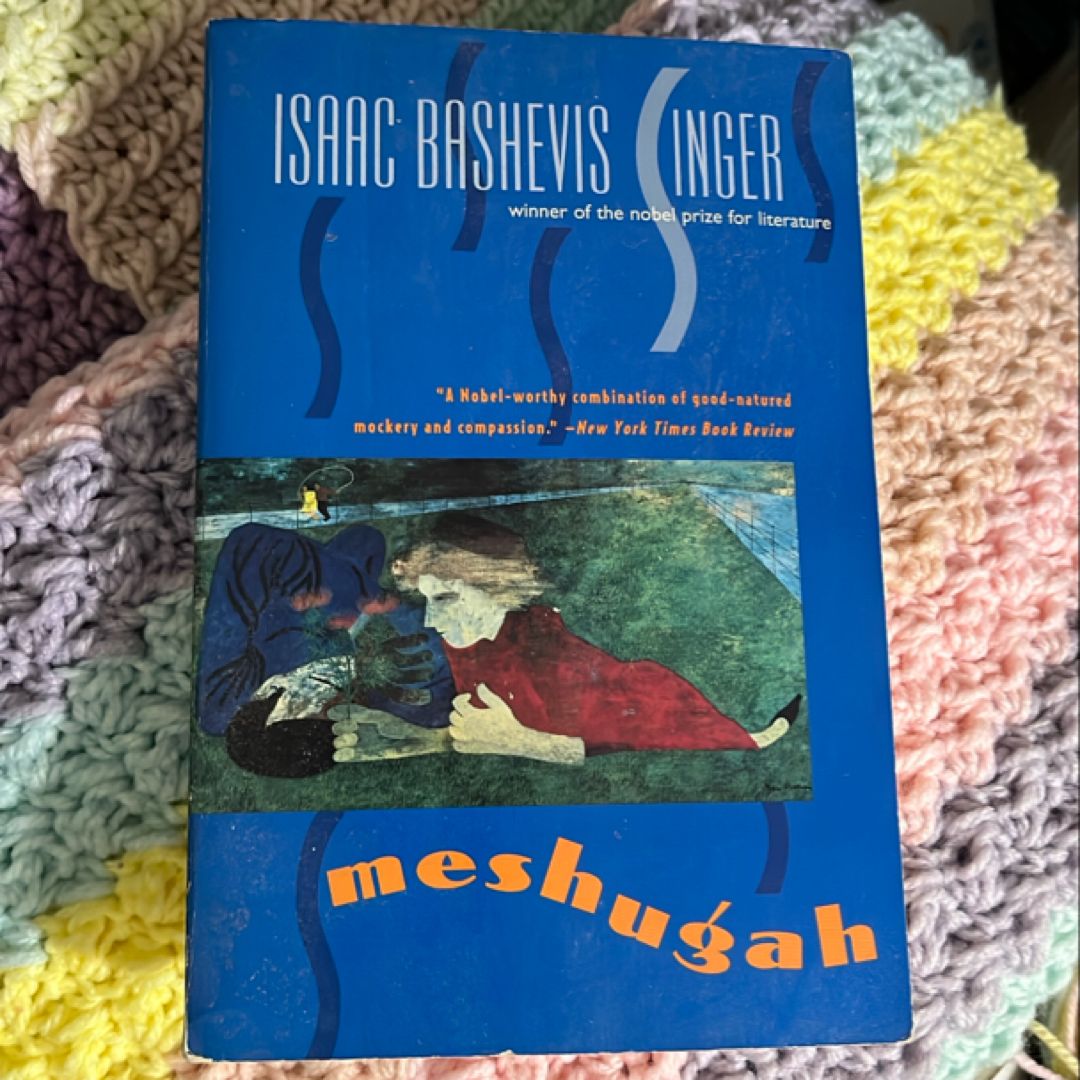 ISAAC BASHEVIS SINGER
winner of the nobel prize for literature
"A Nobel-worthy combination of good-natured
mockery and compassion." —New York Times Book Review
meshugah